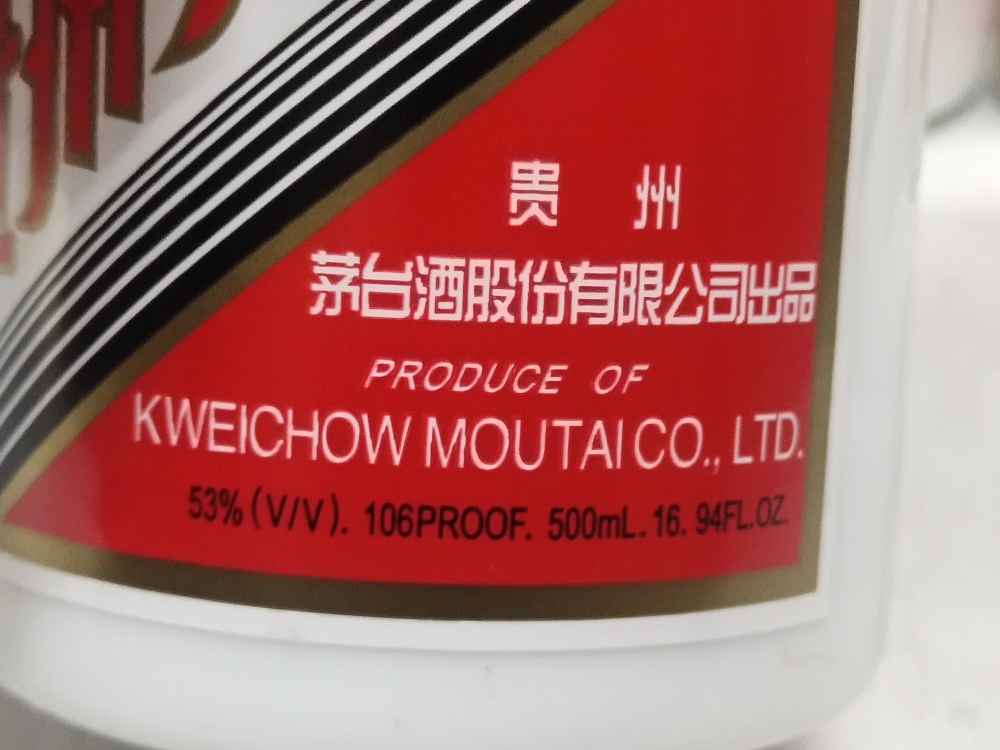 贵 州
茅台酒股份有限公司出品
PRODUCE OF
KWEICHOW MOUTAI CO., LTD.
53% (V/V). 106PROOF. 500mL. 16. 94FL.OZ.